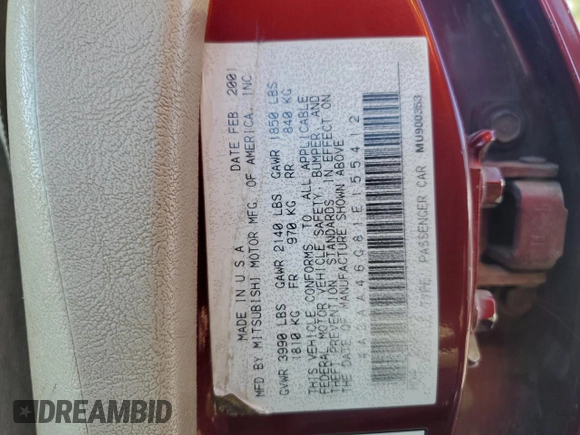 MADE IN U S A DATE FEB 2001
MFD BY MITSUBISHI MOTOR MFG. OF AMERICA, INC.
GVWR 3990 LBS GAWR 2140 LBS GAWR 1850 LBS
1810 KG FR 970 KG RR 840 KG
THIS VEHICLE CONFORMS TO ALL APPLICABLE
FEDERAL MOTOR VEHICLE SAFETY, BUMPER, AND
THEFT PREVENTION STANDARDS IN EFFECT ON
THE DATE OF MANUFACTURE SHOWN ABOVE
AA46G81E155412
PASSENGER CAR MU900353
DREAMBID